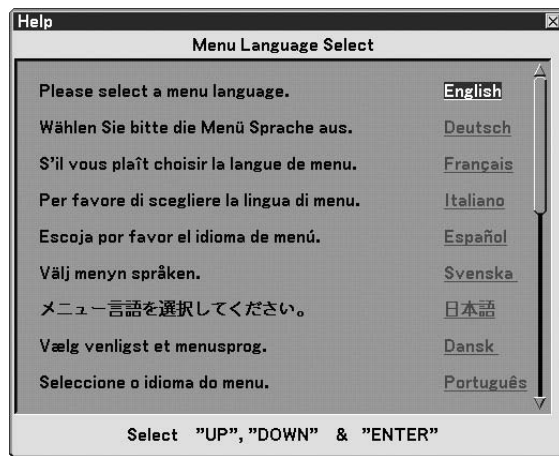 Help
Menu Language Select
Please select a menu language. English
Wählen Sie bitte die Menü Sprache aus. Deutsch
S'il vous plaît choisir la langue de menu. Français
Per favore di scegliere la lingua di menu. Italiano
Escoja por favor el idioma de menú. Español
Välj menyn språken. Svenska
メニュー言語を選択してください。 日本語
Vælg venligst et menusprog. Dansk
Seleccione o idioma do menu. Português
Select "UP", "DOWN" & "ENTER"